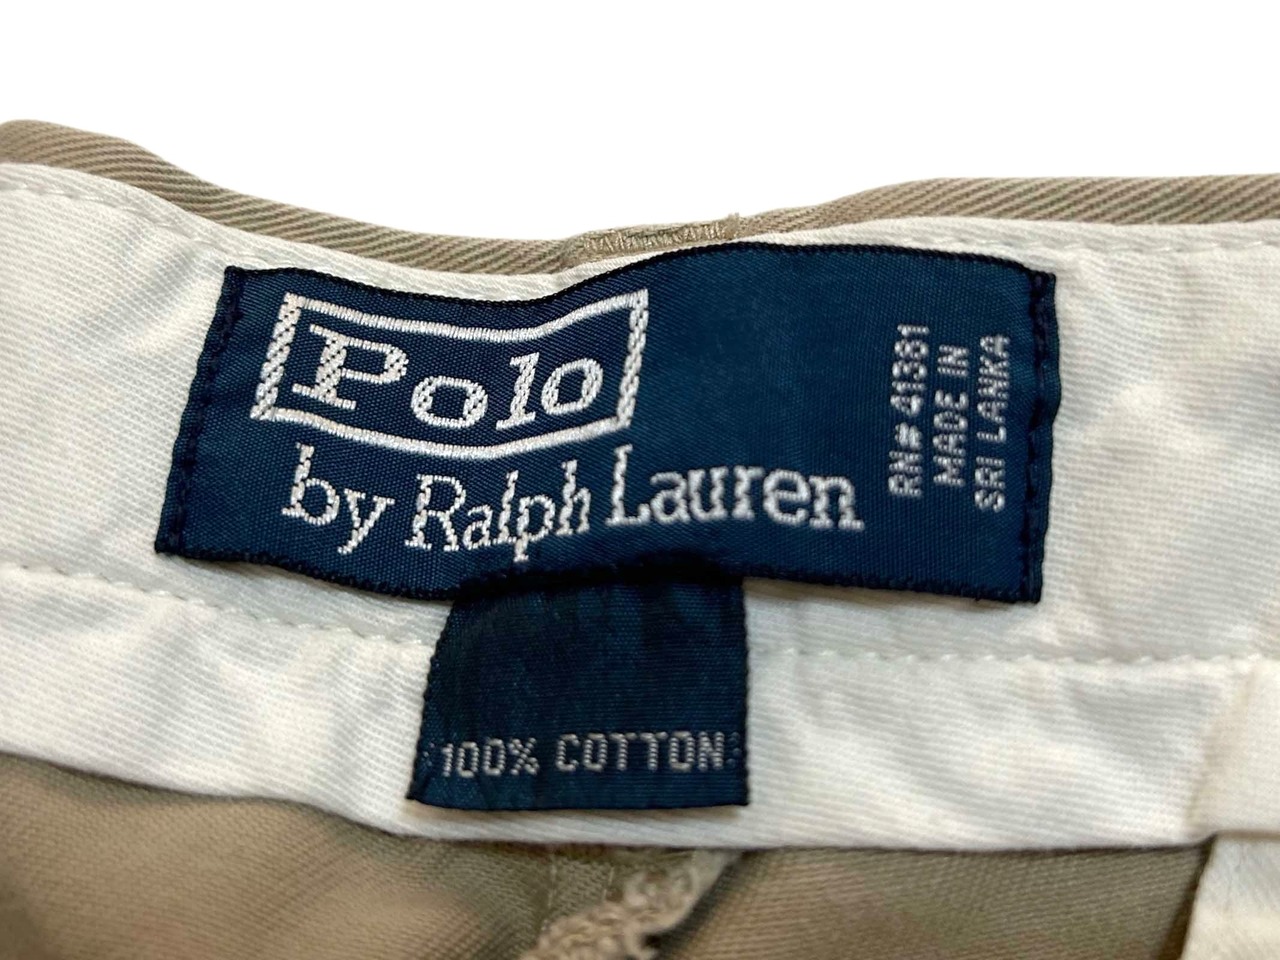 Polo
by Ralph Lauren
RN# 41381
MADE IN
SRI LANKA
100% COTTON